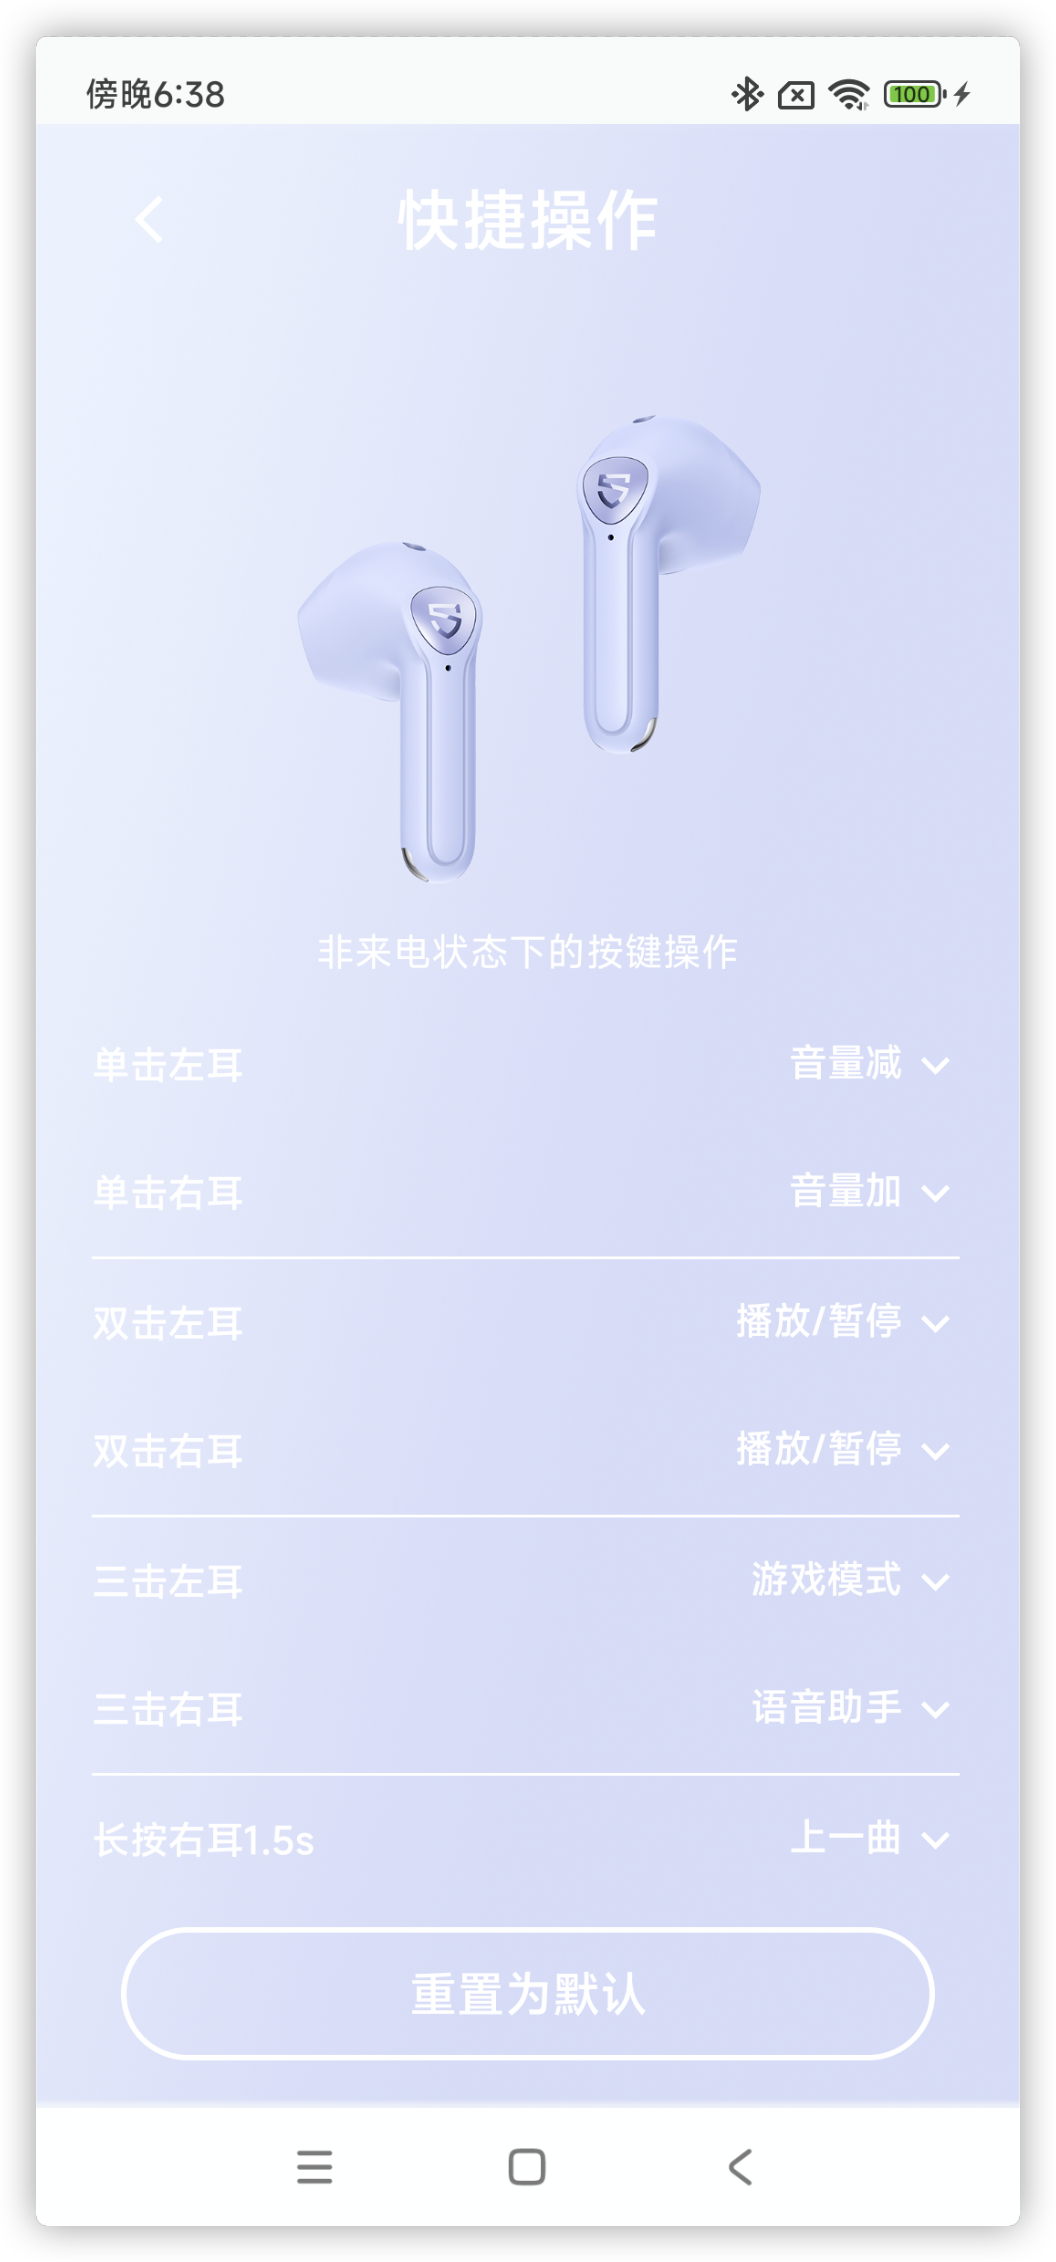 傍晚6:38
100
快捷操作
非来电状态下的按键操作
单击左耳 音量减
单击右耳 音量加
双击左耳 播放/暂停
双击右耳 播放/暂停
三击左耳 游戏模式
三击右耳 语音助手
长按右耳1.5s 上一曲
重置为默认